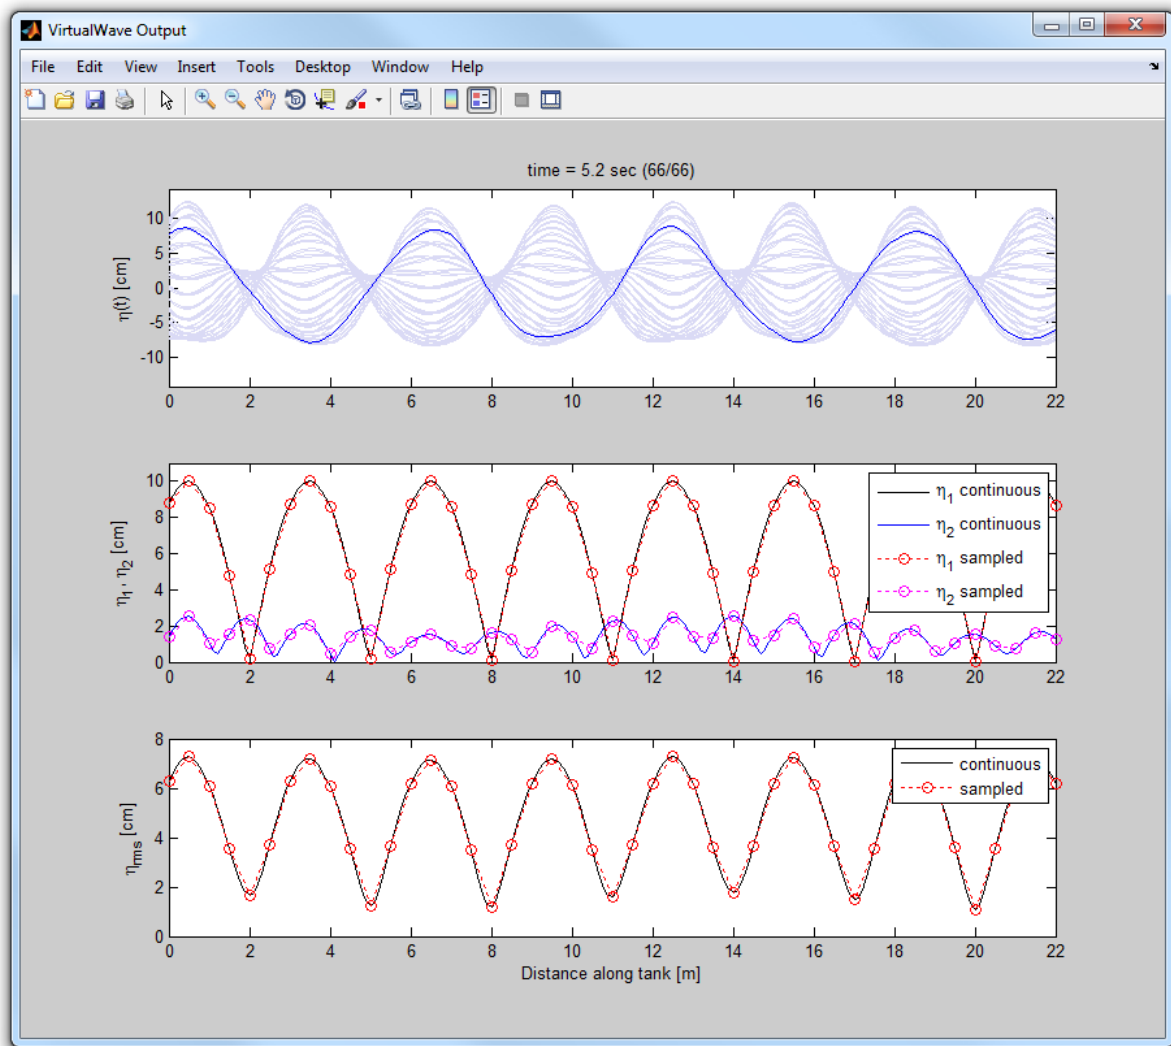 VirtualWave Output
File Edit View Insert Tools Desktop Window Help
time = 5.2 sec (66/66)
η(t) [cm]
10
5
0
-5
-10
0 2 4 6 8 10 12 14 16 18 20 22
η1 , η2 [cm]
10
8
6
4
2
0
η1 continuous
η2 continuous
η1 sampled
η2 sampled
0 2 4 6 8 10 12 14 16 18 20 22
ηrms [cm]
8
6
4
2
0
continuous
sampled
0 2 4 6 8 10 12 14 16 18 20 22
Distance along tank [m]